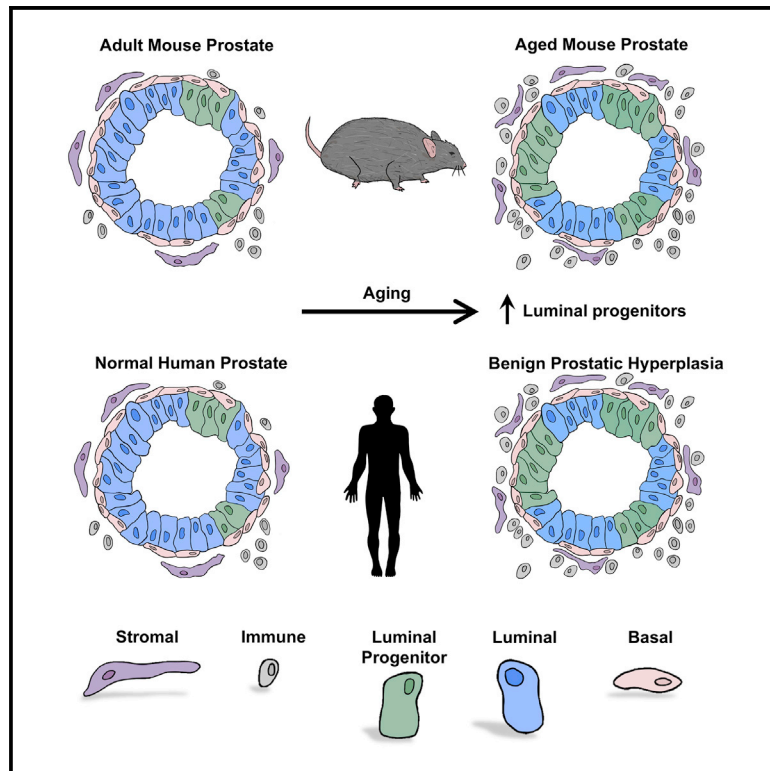 Adult Mouse Prostate
Aged Mouse Prostate
Aging
Luminal progenitors
Normal Human Prostate
Benign Prostatic Hyperplasia
Stromal
Immune
Luminal
Progenitor
Luminal
Basal